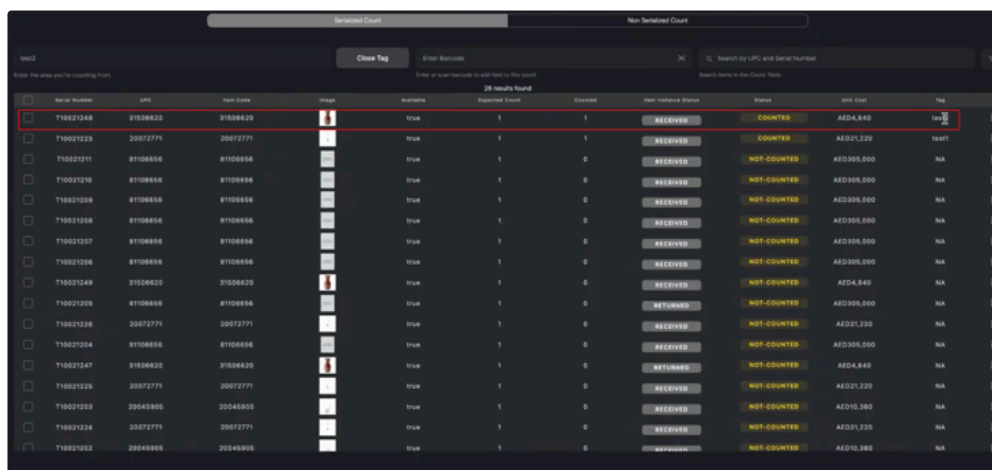 Serialized Count Non Serialized Count
test2 Close Tag Enter Barcode Search by UPC and Serial Number
Enter the area you're counting from. Enter or scan barcode to add item to this count. Search items in this Count Table.
26 results found
Serial Number UPC Item Code Image Available Expected Count Counted Item Instance Status Status Unit Cost Tag
T10021248 31506620 31506620 true 1 1 RECEIVED COUNTED AED4,840
T10021223 20072771 20072771 true 1 1 RECEIVED COUNTED AED21,220 test1
T10021211 81106656 81106656 true 1 0 RECEIVED NOT-COUNTED AED305,000 NA
T10021210 81106656 81106656 true 1 0 RECEIVED NOT-COUNTED AED305,000 NA
T10021209 81106656 81106656 true 1 0 RECEIVED NOT-COUNTED AED305,000 NA
T10021208 81106656 81106656 true 1 0 RECEIVED NOT-COUNTED AED305,000 NA
T10021207 81106656 81106656 true 1 0 RECEIVED NOT-COUNTED AED305,000 NA
T10021206 81106656 81106656 true 1 0 RECEIVED NOT-COUNTED AED305,000 NA
T10021249 31506620 31506620 true 1 0 RECEIVED NOT-COUNTED AED4,840 NA
T10021205 81106656 81106656 true 1 0 RETURNED NOT-COUNTED AED305,000 NA
T10021226 20072771 20072771 true 1 0 RECEIVED NOT-COUNTED AED21,220 NA
T10021204 81106656 81106656 true 1 0 RECEIVED NOT-COUNTED AED305,000 NA
T10021247 31506620 31506620 true 1 0 RETURNED NOT-COUNTED AED4,840 NA
T10021225 20072771 20072771 true 1 0 RECEIVED NOT-COUNTED AED21,220 NA
T10021203 20045905 20045905 true 1 0 RECEIVED NOT-COUNTED AED10,380 NA
T10021224 20072771 20072771 true 1 0 RECEIVED NOT-COUNTED AED21,220 NA
T10021202 20045905 20045905 true 1 0 RECEIVED NOT-COUNTED AED10,380 NA